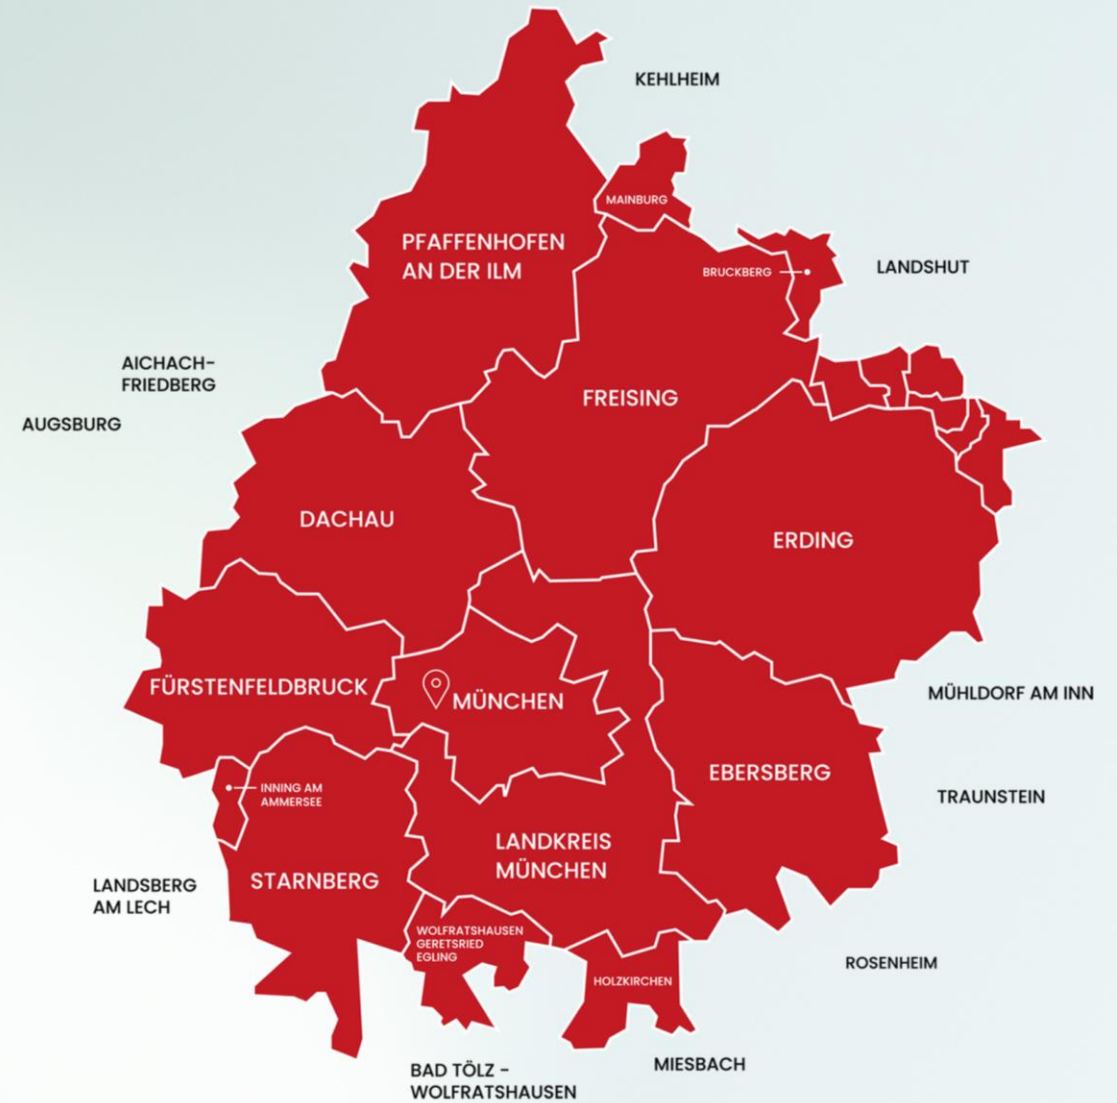 KEHLHEIM
MAINBURG
PFAFFENHOFEN
AN DER ILM
BRUCKBERG
LANDSHUT
AICHACH-
FRIEDBERG
FREISING
AUGSBURG
DACHAU
ERDING
FÜRSTENFELDBRUCK
MÜNCHEN
MÜHLDORF AM INN
EBERSBERG
INNING AM
AMMERSEE
TRAUNSTEIN
LANDKREIS
MÜNCHEN
STARNBERG
LANDSBERG
AM LECH
WOLFRATSHAUSEN
GERETSRIED
EGLING
ROSENHEIM
HOLZKIRCHEN
MIESBACH
BAD TÖLZ -
WOLFRATSHAUSEN